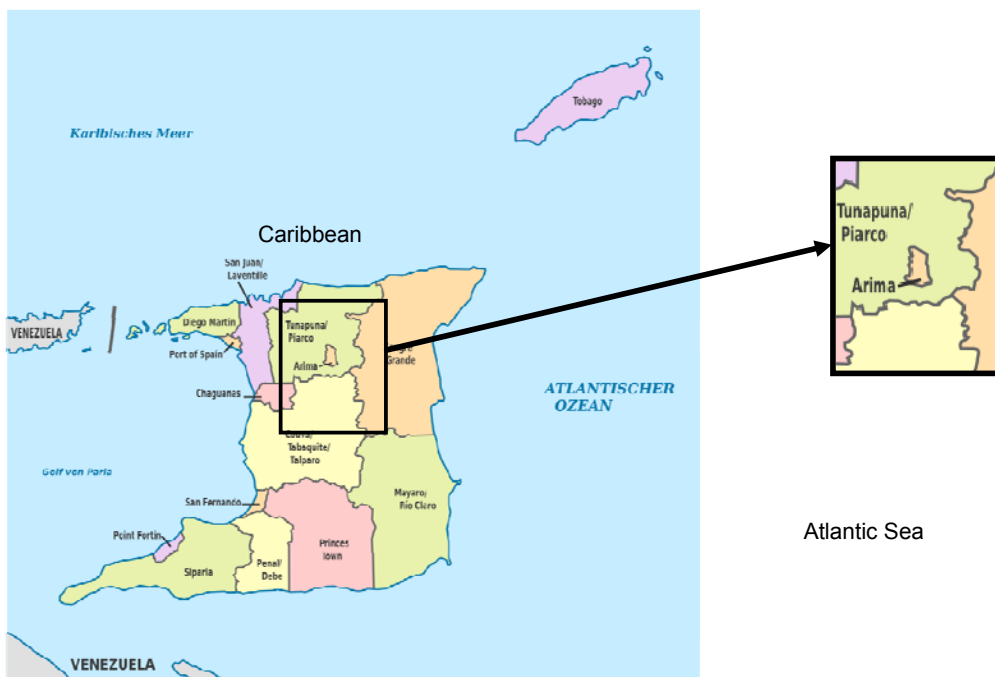 Tobago
Karibisches Meer
Caribbean
San Juan/
Laventille
Diego Martin
VENEZUELA
Port of Spain
Tunapuna/
Piarco
Arima
Grande
Chaguanas
ATLANTISCHER
OZEAN
Couva/
Tabaquite/
Talparo
Golf von Paria
San Fernando
Mayaro/
Río Claro
Point Fortin
Princes
Town
Siparia
Penal/
Debe
VENEZUELA
Tunapuna/
Piarco
Arima
Atlantic Sea